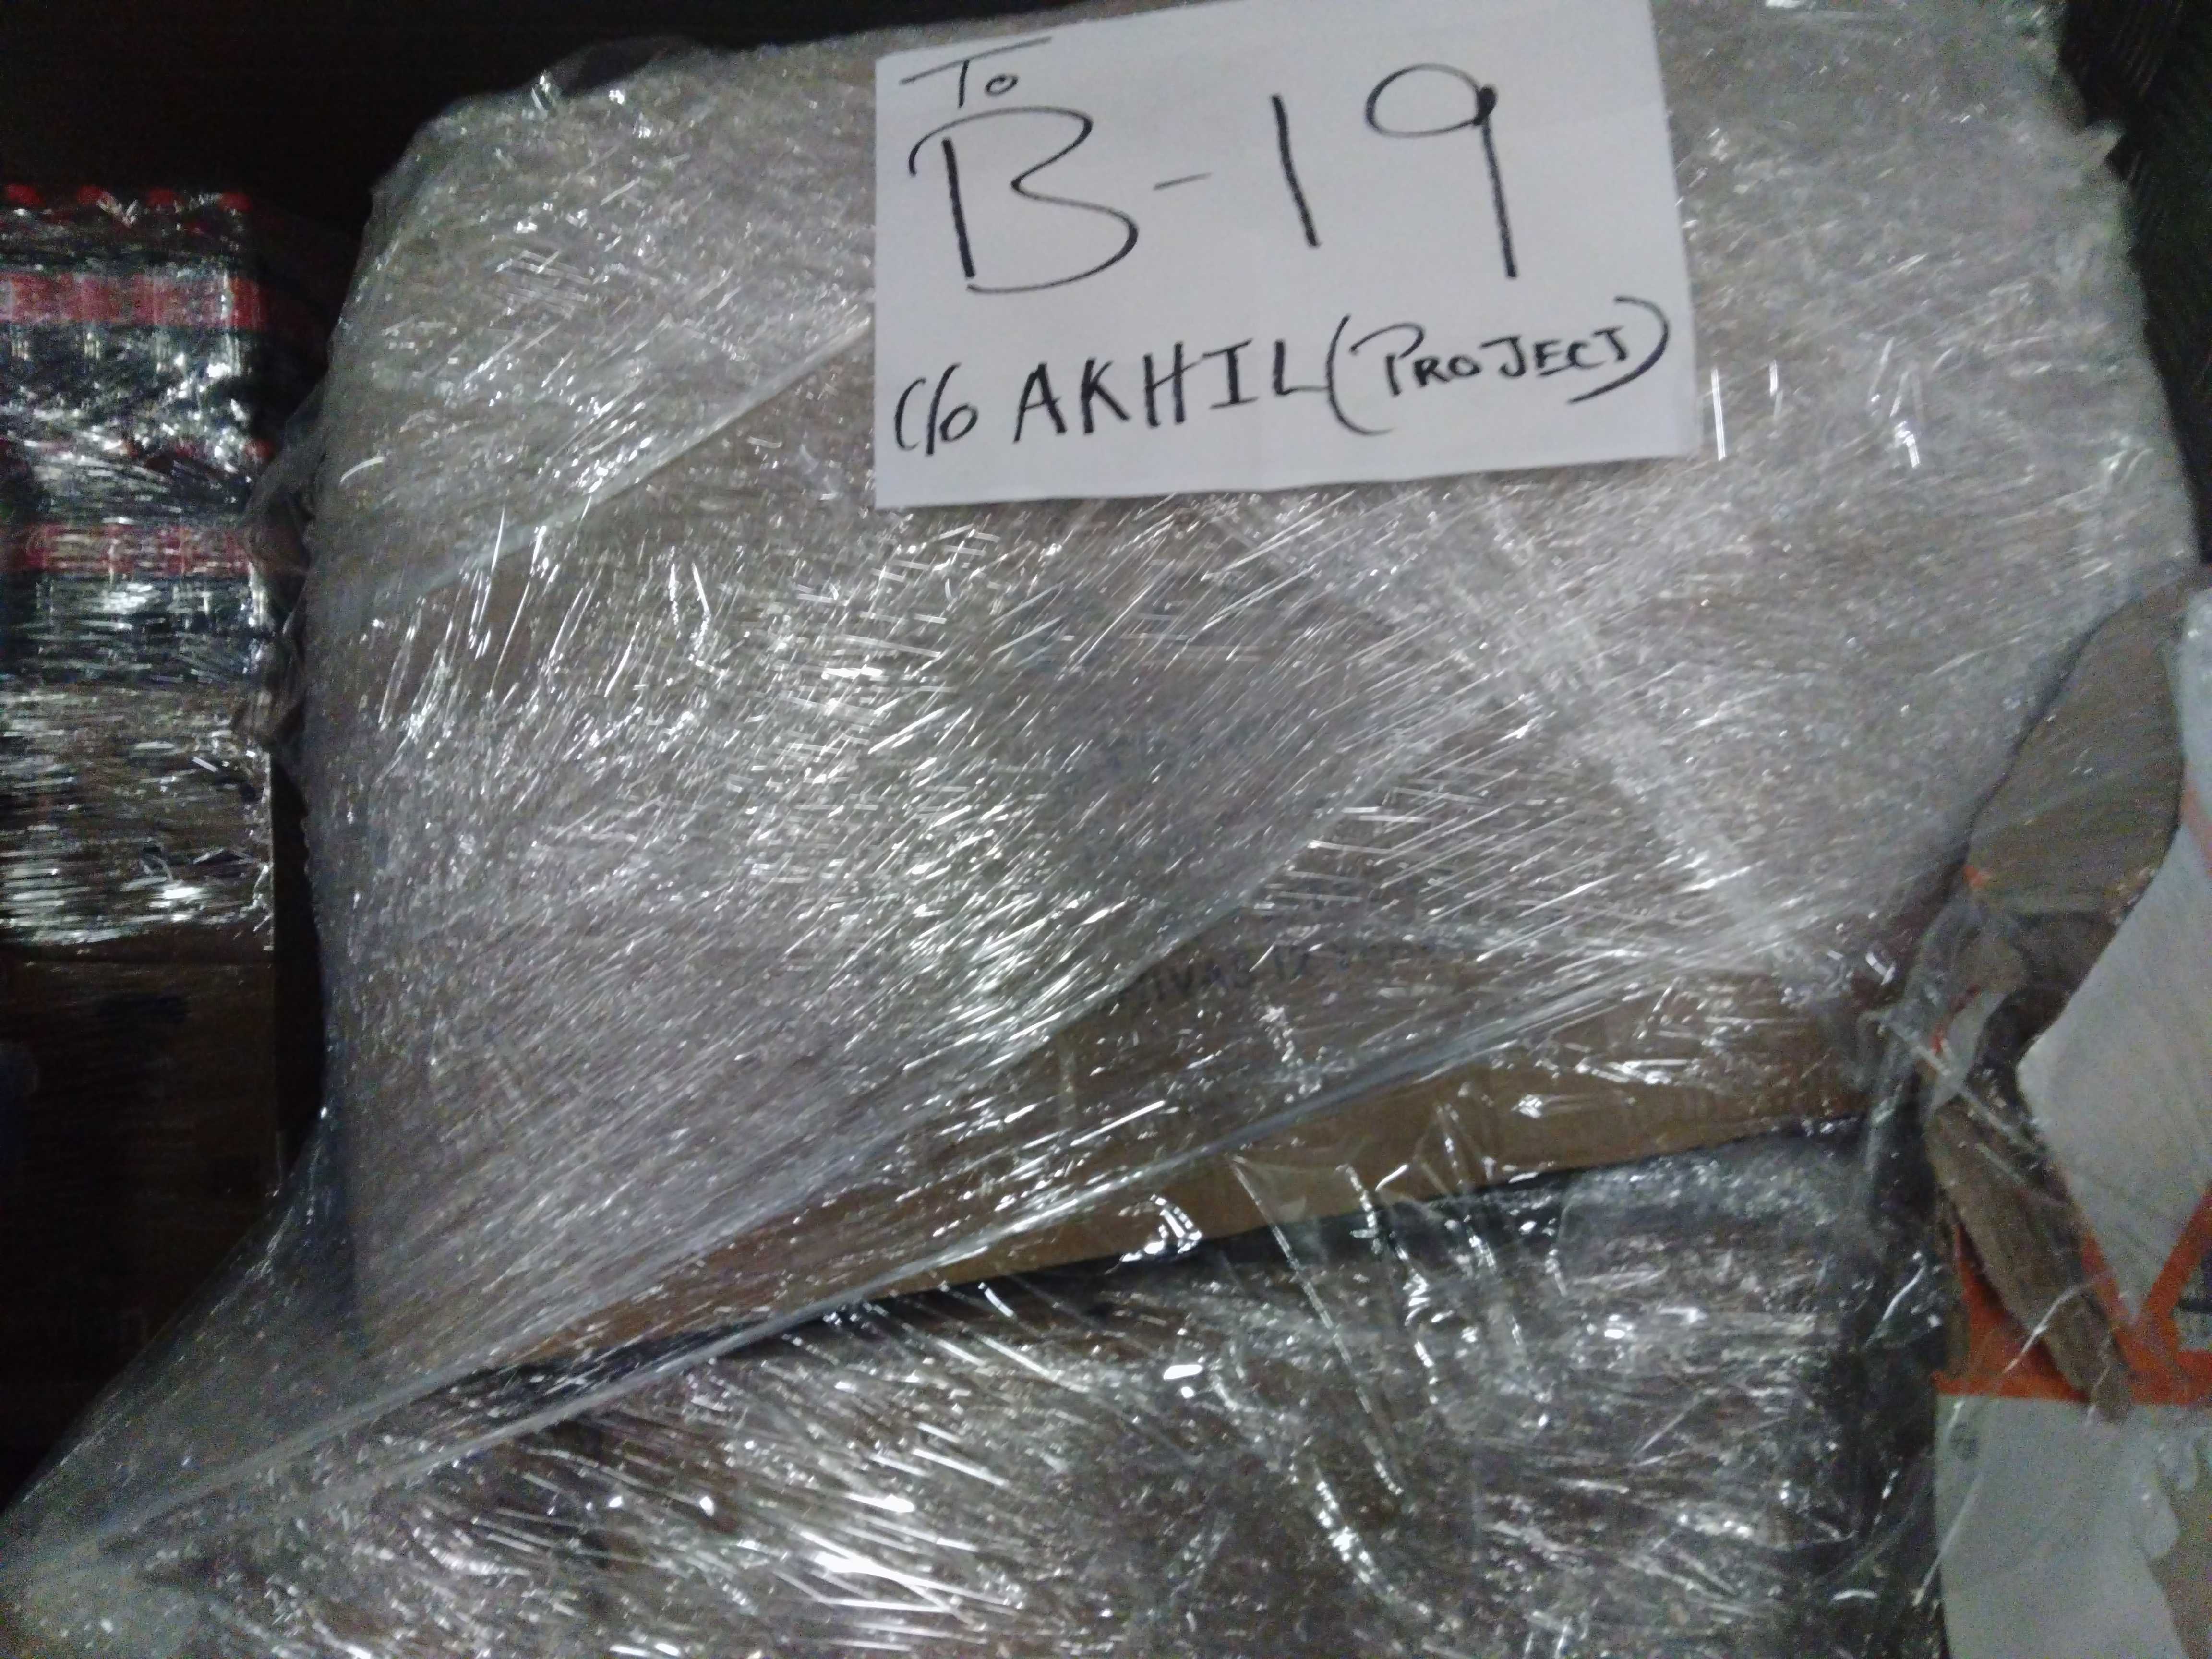 To
B-19
c/o AKHIL (PROJECT)